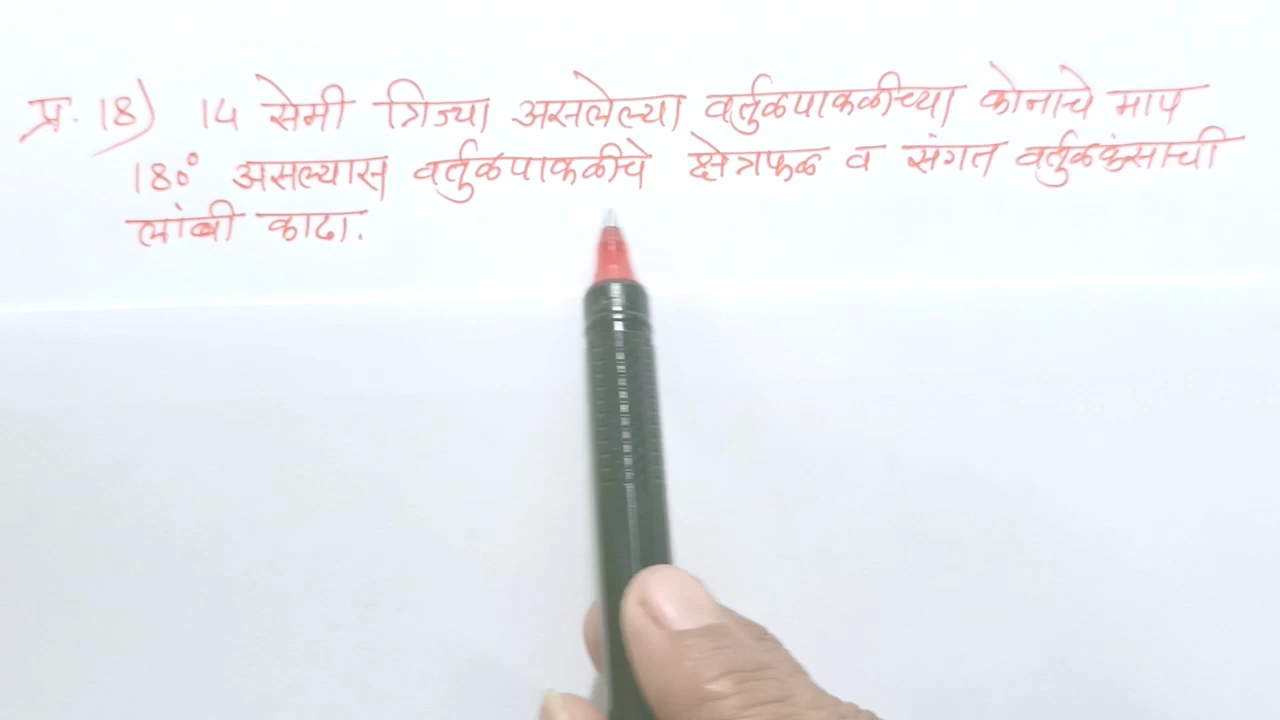 प्र. 18) 14 सेमी त्रिज्या असलेल्या वर्तुळपाकळीच्या कोनाचे माप
180° असल्यास वर्तुळपाकळीचे क्षेत्रफळ व संगत वर्तुळकंसाची
लांबी काढा.